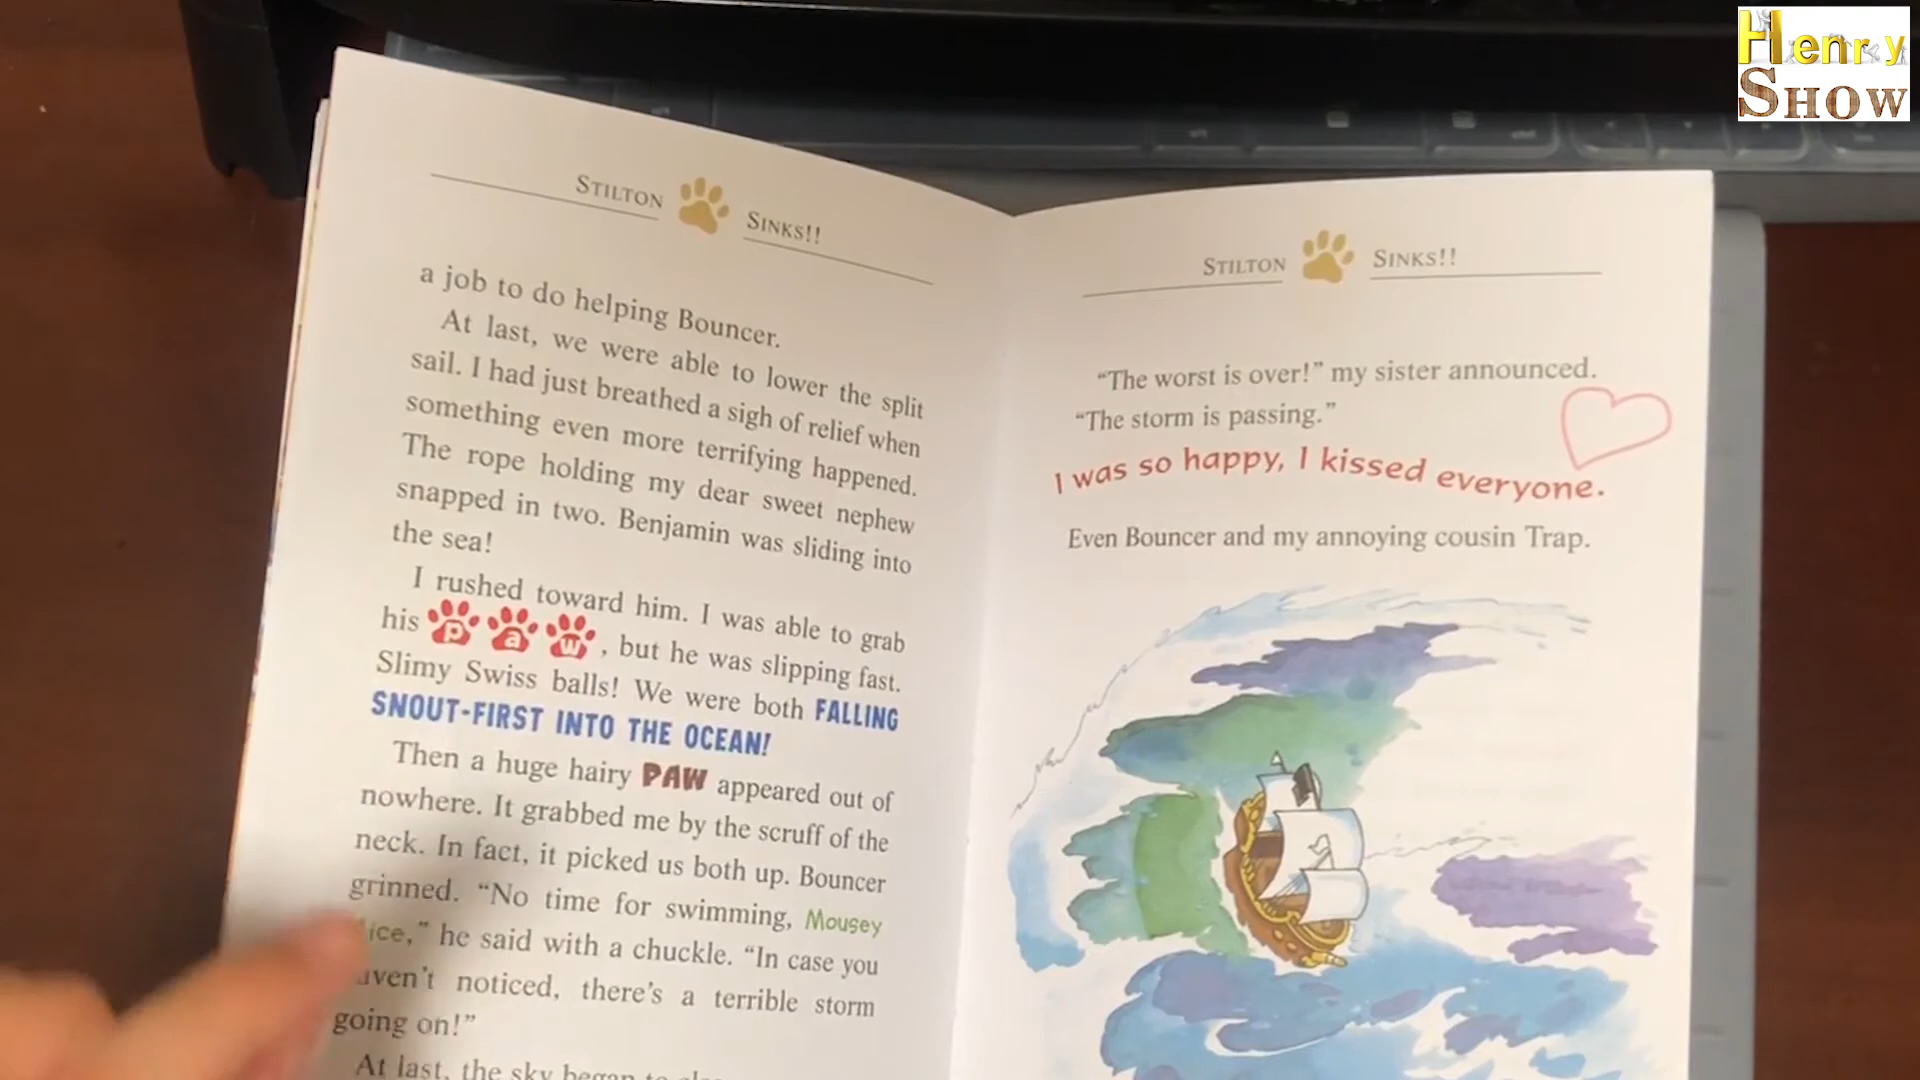 Henry
SHOW
STILTON SINKS!!
a job to do helping Bouncer.
At last, we were able to lower the split
sail. I had just breathed a sigh of relief when
something even more terrifying happened.
The rope holding my dear sweet nephew
snapped in two. Benjamin was sliding into
the sea!
I rushed toward him. I was able to grab
his paw, but he was slipping fast.
Slimy Swiss balls! We were both FALLING
SNOUT-FIRST INTO THE OCEAN!
Then a huge hairy PAW appeared out of
nowhere. It grabbed me by the scruff of the
neck. In fact, it picked us both up. Bouncer
grinned. “No time for swimming, Mousey
he said with a chuckle. “In case you
noticed, there’s a terrible storm
going on!”
At last, the sky began to
STILTON SINKS!!
“The worst is over!” my sister announced.
“The storm is passing.”
I was so happy, I kissed everyone.
Even Bouncer and my annoying cousin Trap.